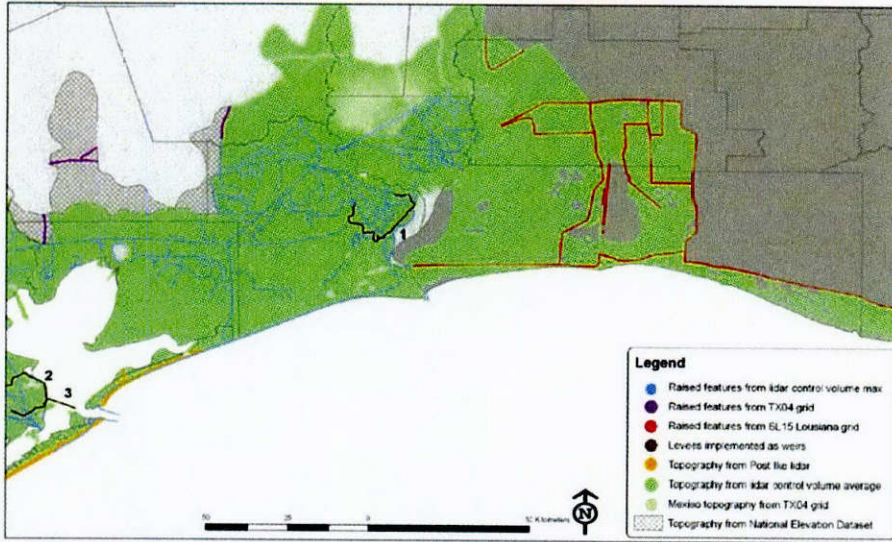 1
2
3
Legend
Raised features from lidar control volume max
Raised features from TX04 grid
Raised features from SL15 Lousiana grid
Levees implemented as weirs
Topography from Post Ike lidar
Topography from lidar control volume average
Mexico topography from TX04 grid
Topography from National Elevation Dataset
50 25 0 50 Kilometers
N